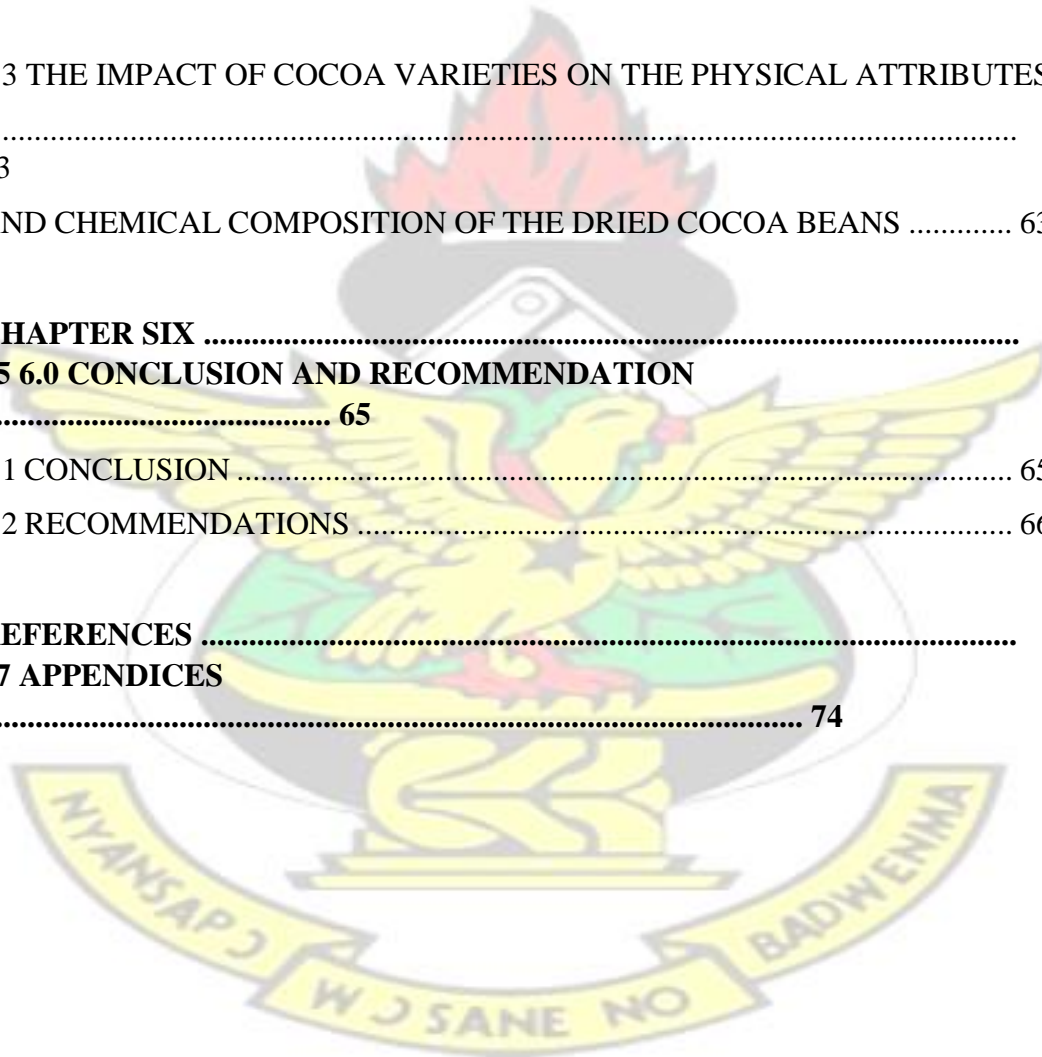 3 THE IMPACT OF COCOA VARIETIES ON THE PHYSICAL ATTRIBUTES
...............................................................................................................................
3
ND CHEMICAL COMPOSITION OF THE DRIED COCOA BEANS ............. 63
HAPTER SIX .....................................................................................................
5 6.0 CONCLUSION AND RECOMMENDATION
.......................................... 65
1 CONCLUSION ................................................................................................. 65
2 RECOMMENDATIONS .................................................................................. 66
EFERENCES .....................................................................................................
7 APPENDICES
.................................................................................................... 74
NYANSAPƆ WƆ SANE NO BADWENMA